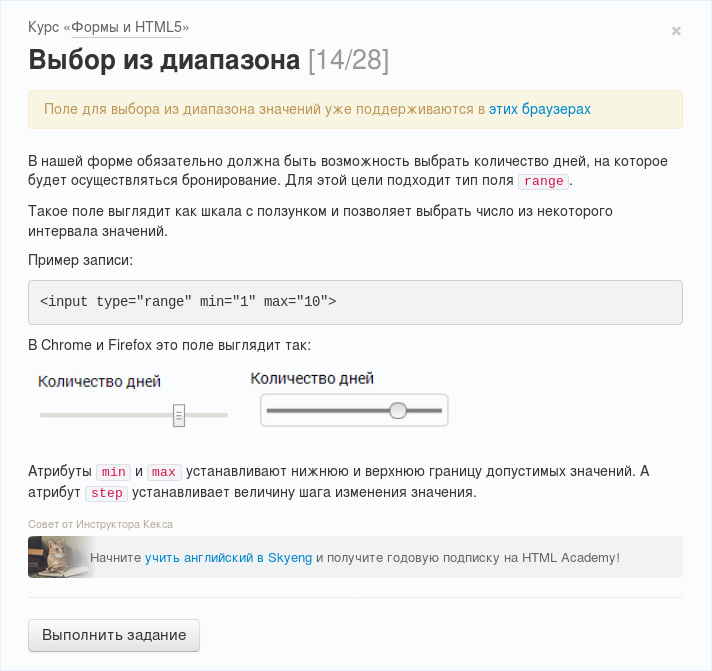 Курс «Формы и HTML5»
×
Выбор из диапазона [14/28]
Поле для выбора из диапазона значений уже поддерживаются в этих браузерах
В нашей форме обязательно должна быть возможность выбрать количество дней, на которое
будет осуществляться бронирование. Для этой цели подходит тип поля range.
Такое поле выглядит как шкала с ползунком и позволяет выбрать число из некоторого
интервала значений.
Пример записи:
<input type="range" min="1" max="10">
В Chrome и Firefox это поле выглядит так:
Количество дней
Количество дней
Атрибуты min и max устанавливают нижнюю и верхнюю границу допустимых значений. А
атрибут step устанавливает величину шага изменения значения.
Совет от Инструктора Кекса
Начните учить английский в Skyeng и получите годовую подписку на HTML Academy!
Выполнить задание